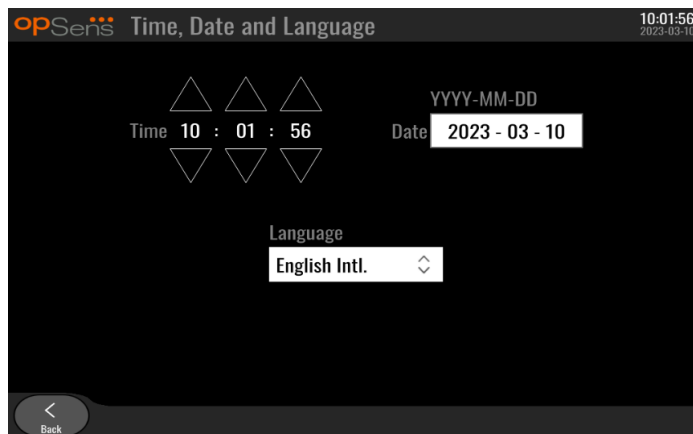 opSens Time, Date and Language
10:01:56
2023-03-10
YYYY-MM-DD
Time 10 : 01 : 56
Date 2023 - 03 - 10
Language
English Intl.
Back